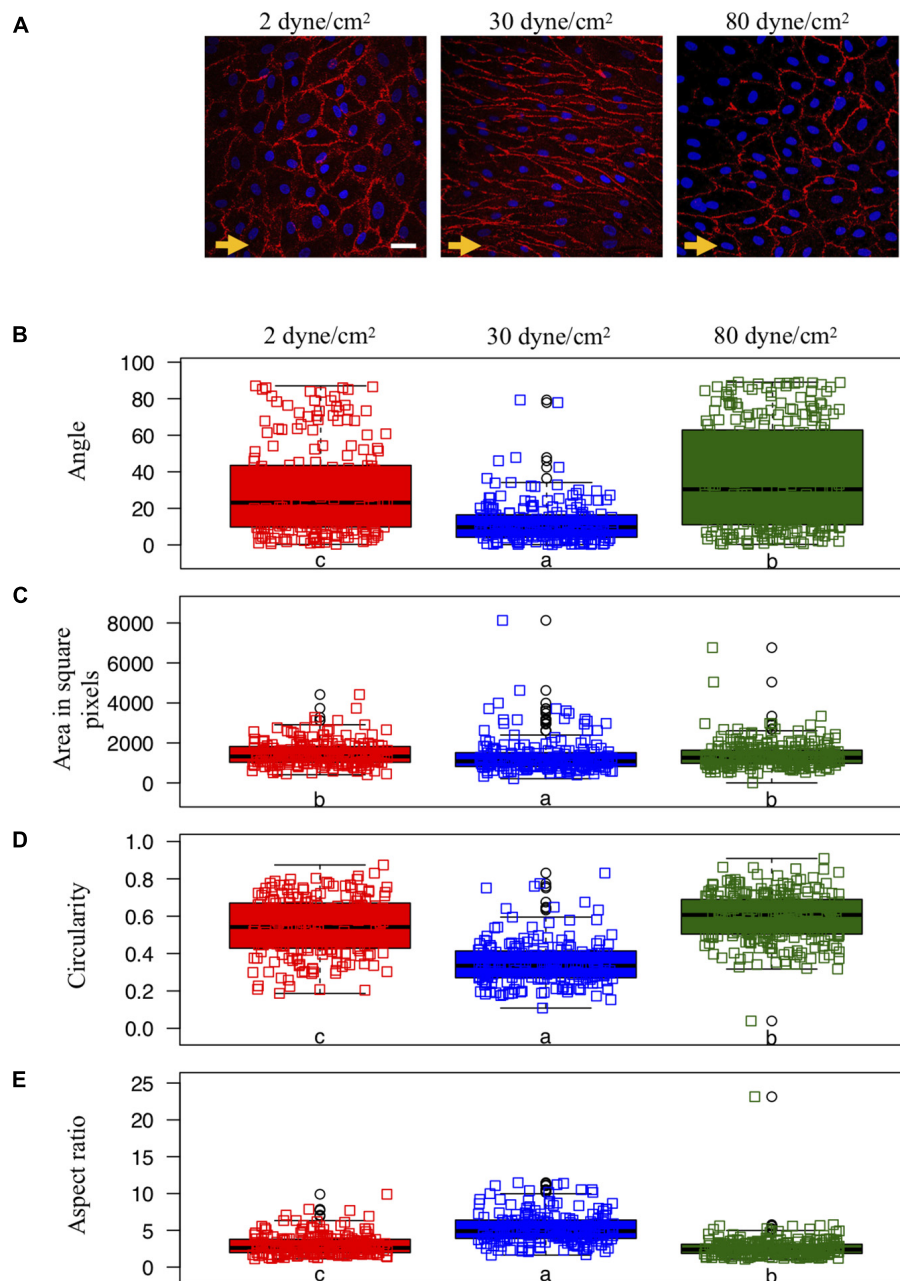 A
2 dyne/cm² 30 dyne/cm² 80 dyne/cm²
B
2 dyne/cm² 30 dyne/cm² 80 dyne/cm²
Angle
100
80
60
40
20
0
c a b
C
Area in square
pixels
8000
6000
4000
2000
0
b a b
D
Circularity
1.0
0.8
0.6
0.4
0.2
0.0
c a b
E
Aspect ratio
25
20
15
10
5
0
c a b